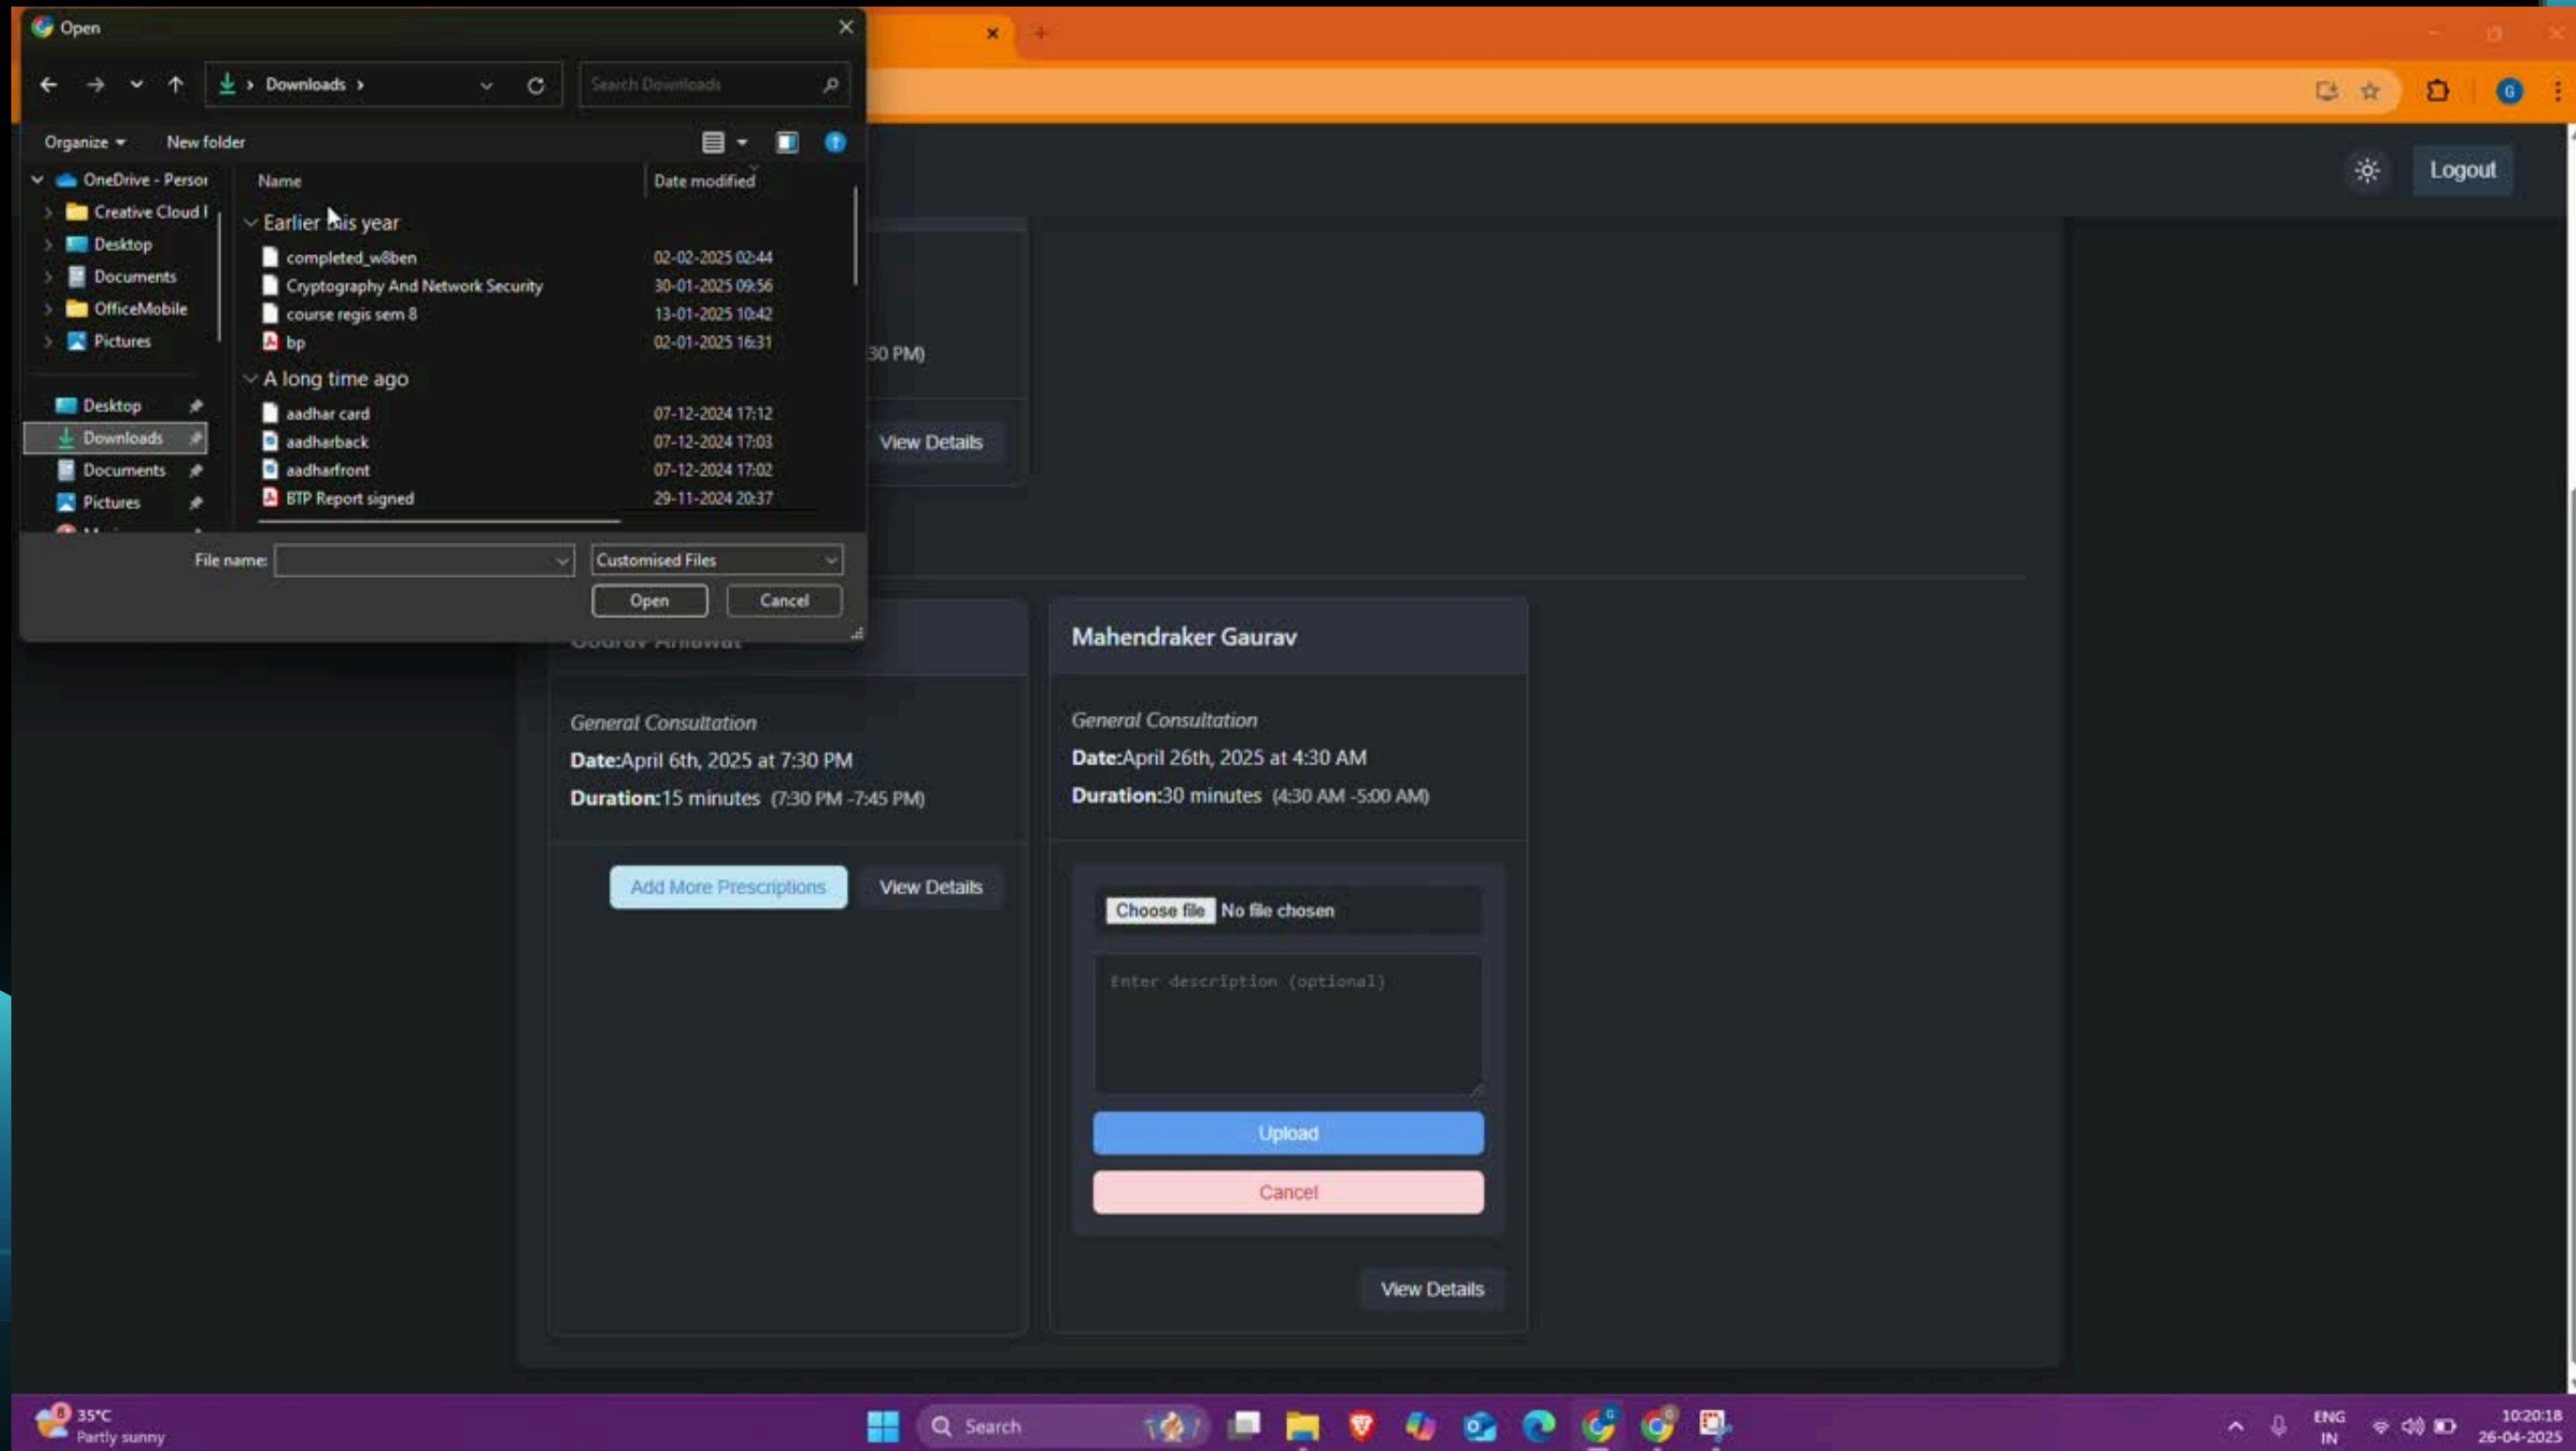 Open
Downloads
Search Downloads
Organize
New folder
OneDrive - Persor
Creative Cloud F
Desktop
Documents
OfficeMobile
Pictures
Desktop
Downloads
Documents
Pictures
Name
Date modified
Earlier this year
completed_w8ben 02-02-2025 02:44
Cryptography And Network Security 30-01-2025 09:56
course regis sem 8 13-01-2025 10:42
bp 02-01-2025 16:31
A long time ago
aadhar card 07-12-2024 17:12
aadharback 07-12-2024 17:03
aadharfront 07-12-2024 17:02
BTP Report signed 29-11-2024 20:37
File name:
Customised Files
Open
Cancel
G
Logout
30 PM)
View Details
General Consultation
Date:April 6th, 2025 at 7:30 PM
Duration:15 minutes (7:30 PM -7:45 PM)
Add More Prescriptions
View Details
Mahendraker Gaurav
General Consultation
Date:April 26th, 2025 at 4:30 AM
Duration:30 minutes (4:30 AM -5:00 AM)
Choose file No file chosen
Enter description (optional)
Upload
Cancel
View Details
8
35°C
Partly sunny
Search
ENG
IN
10:20:18
26-04-2025